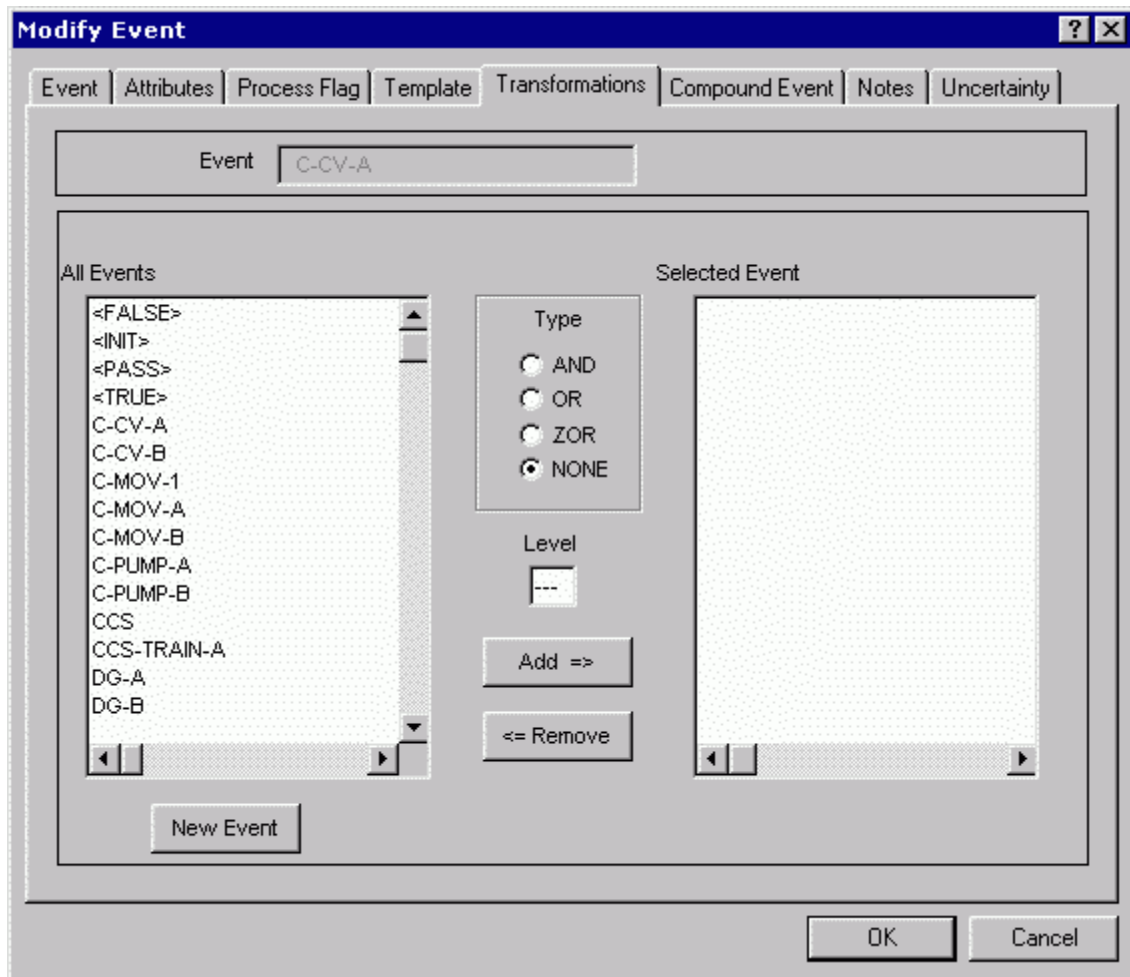 Modify Event
Event Attributes Process Flag Template Transformations Compound Event Notes Uncertainty
Event C-CV-A
All Events
<FALSE>
<INIT>
<PASS>
<TRUE>
C-CV-A
C-CV-B
C-MOV-1
C-MOV-A
C-MOV-B
C-PUMP-A
C-PUMP-B
CCS
CCS-TRAIN-A
DG-A
DG-B
New Event
Type
AND
OR
ZOR
NONE
Level
---
Add =>
<= Remove
Selected Event
OK Cancel